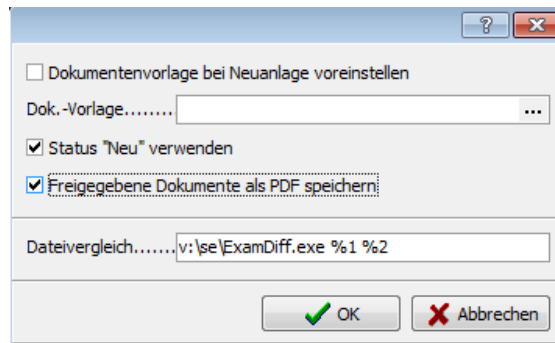 ?
Dokumentenvorlage bei Neuanlage voreinstellen
Dok.-Vorlage........ ...
Status "Neu" verwenden
Freigegebene Dokumente als PDF speichern
Dateivergleich...... v:\se\ExamDiff.exe %1 %2
OK Abbrechen